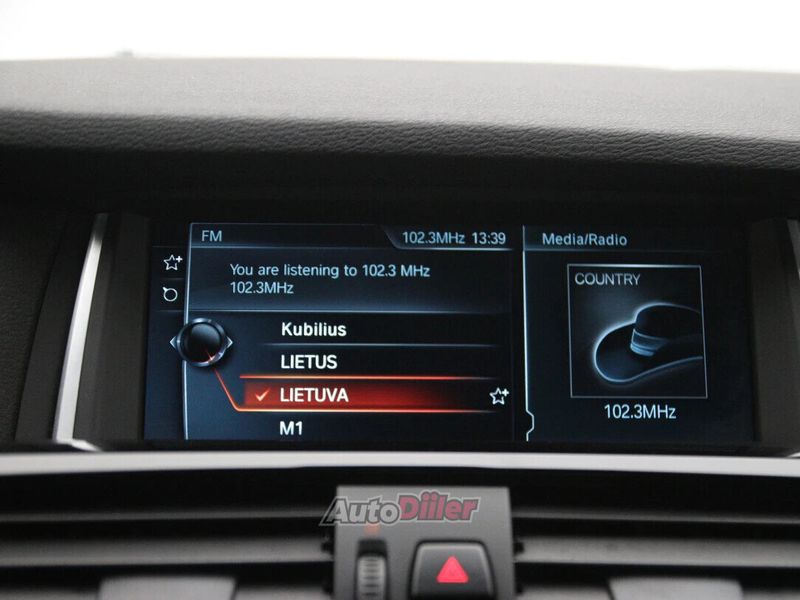 FM
102.3MHz 13:39
Media/Radio
You are listening to 102.3 MHz
102.3MHz
Kubilius
LIETUS
LIETUVA
M1
COUNTRY
102.3MHz
AutoDiiler